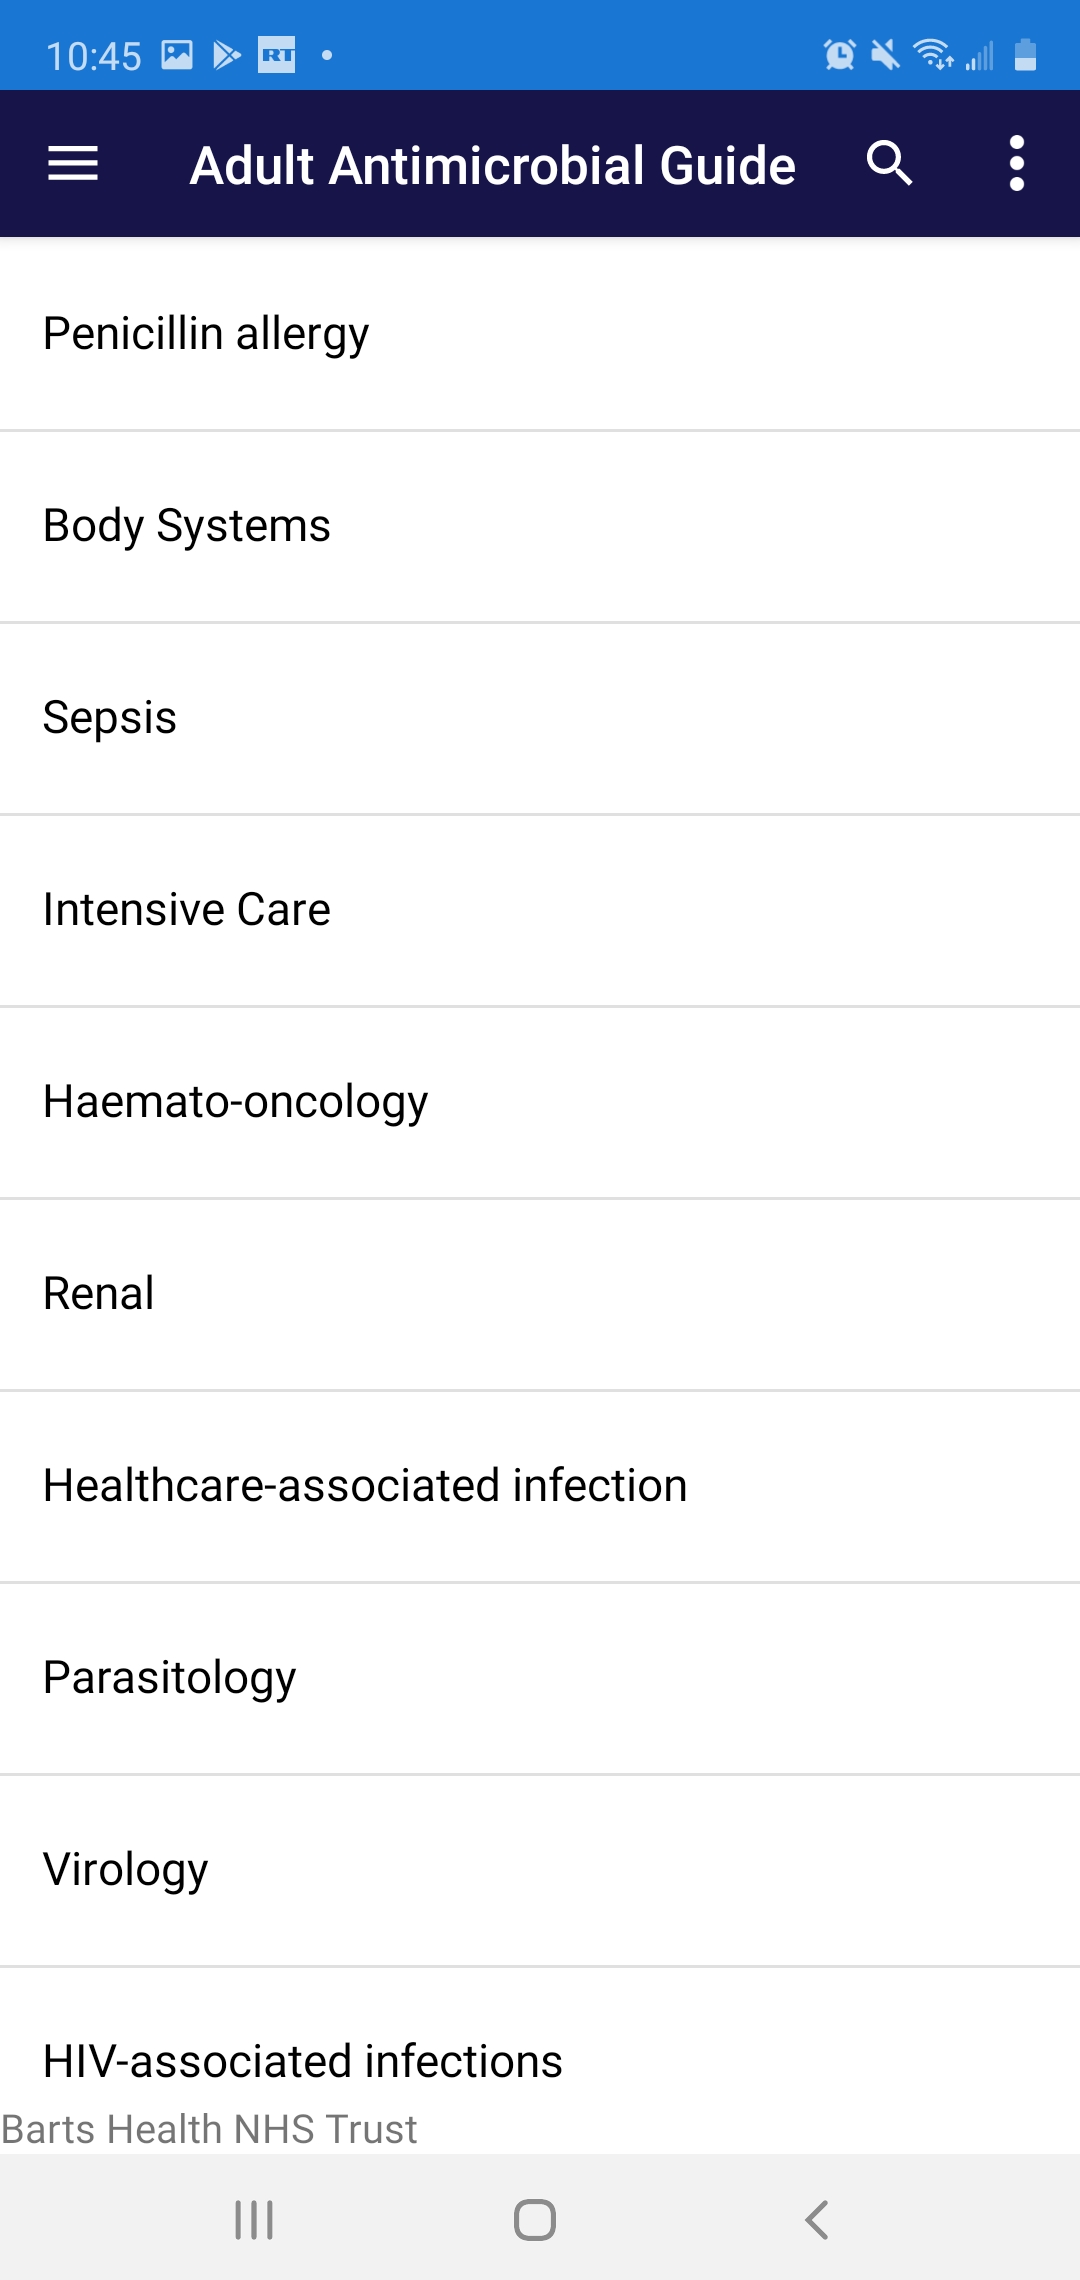 10:45 RT
Adult Antimicrobial Guide
Penicillin allergy
Body Systems
Sepsis
Intensive Care
Haemato-oncology
Renal
Healthcare-associated infection
Parasitology
Virology
HIV-associated infections
Barts Health NHS Trust